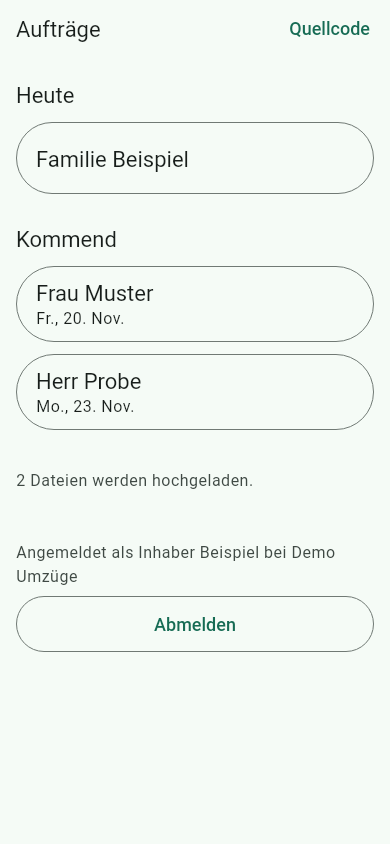 Aufträge
Quellcode
Heute
Familie Beispiel
Kommend
Frau Muster
Fr., 20. Nov.
Herr Probe
Mo., 23. Nov.
2 Dateien werden hochgeladen.
Angemeldet als Inhaber Beispiel bei Demo
Umzüge
Abmelden